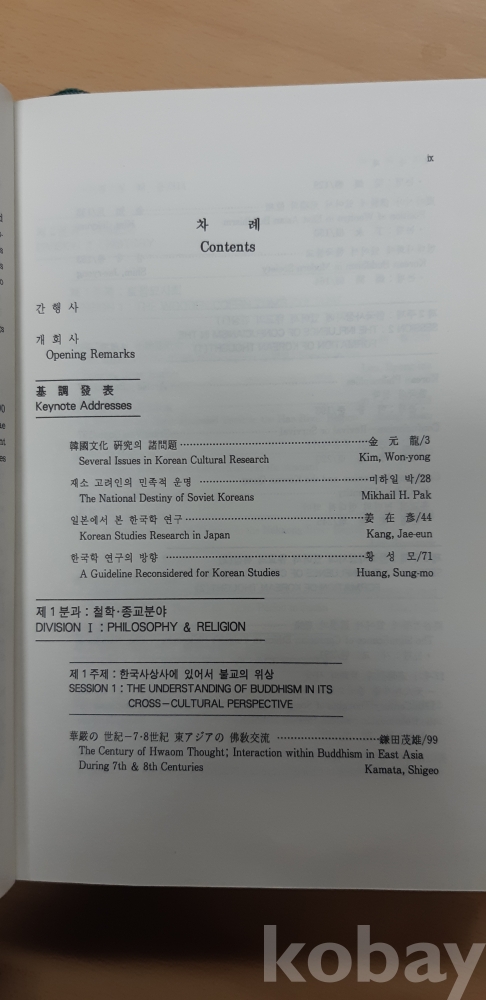 ix
차 례
Contents
간 행 사
개 회 사
Opening Remarks
基 調 發 表
Keynote Addresses
韓國文化 硏究의 諸問題 ················ 金 元 龍/3
Several Issues in Korean Cultural Research Kim, Won-yong
재소 고려인의 민족적 운명 ················ 미하일 박/28
The National Destiny of Soviet Koreans Mikhail H. Pak
일본에서 본 한국학 연구 ················ 姜 在 彦/44
Korean Studies Research in Japan Kang, Jae-eun
한국학 연구의 방향 ················ 황 성 모/71
A Guideline Reconsidered for Korean Studies Huang, Sung-mo
제 1 분과 : 철학·종교분야
DIVISION I : PHILOSOPHY & RELIGION
제 1 주제 : 한국사상사에 있어서 불교의 위상
SESSION 1 : THE UNDERSTANDING OF BUDDHISM IN ITS
CROSS-CULTURAL PERSPECTIVE
華嚴の 世紀-7·8世紀 東アジアの 佛敎交流 ················ 鎌田茂雄/99
The Century of Hwaom Thought; Interaction within Buddhism in East Asia
During 7th & 8th Centuries Kamata, Shigeo
kobay